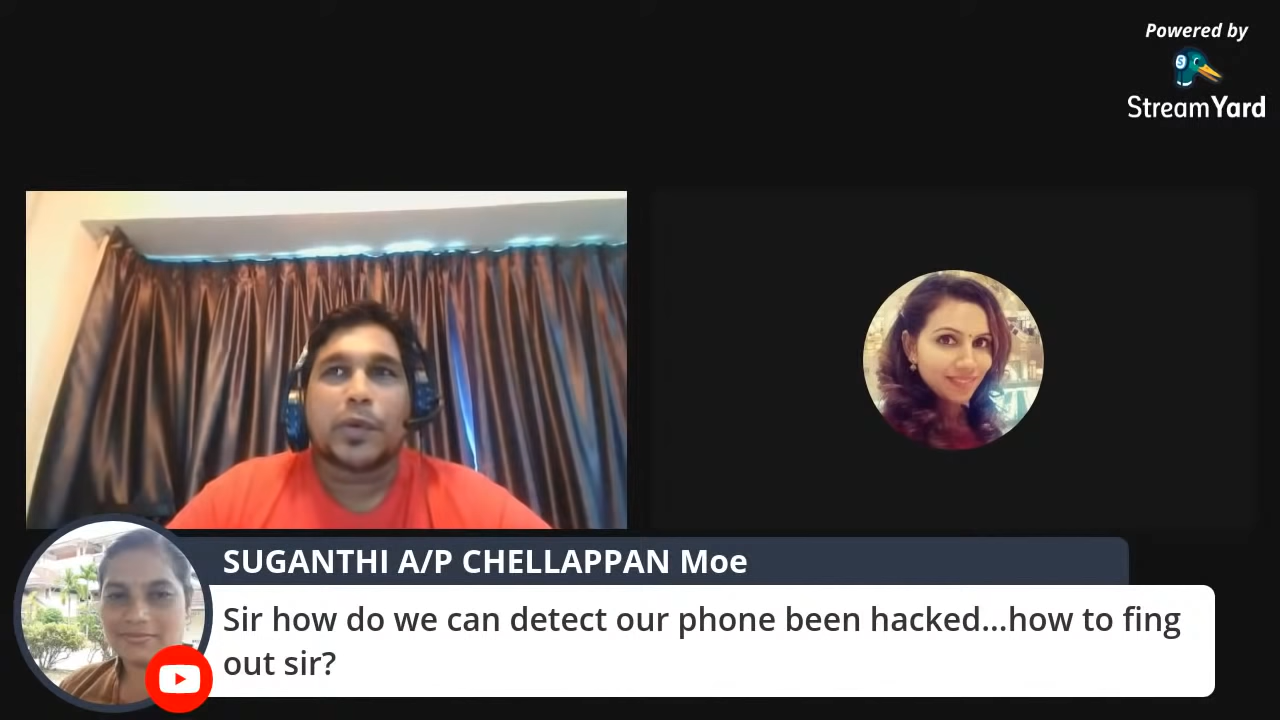 Powered by
StreamYard
SUGANTHI A/P CHELLAPPAN Moe
Sir how do we can detect our phone been hacked...how to fing
out sir?